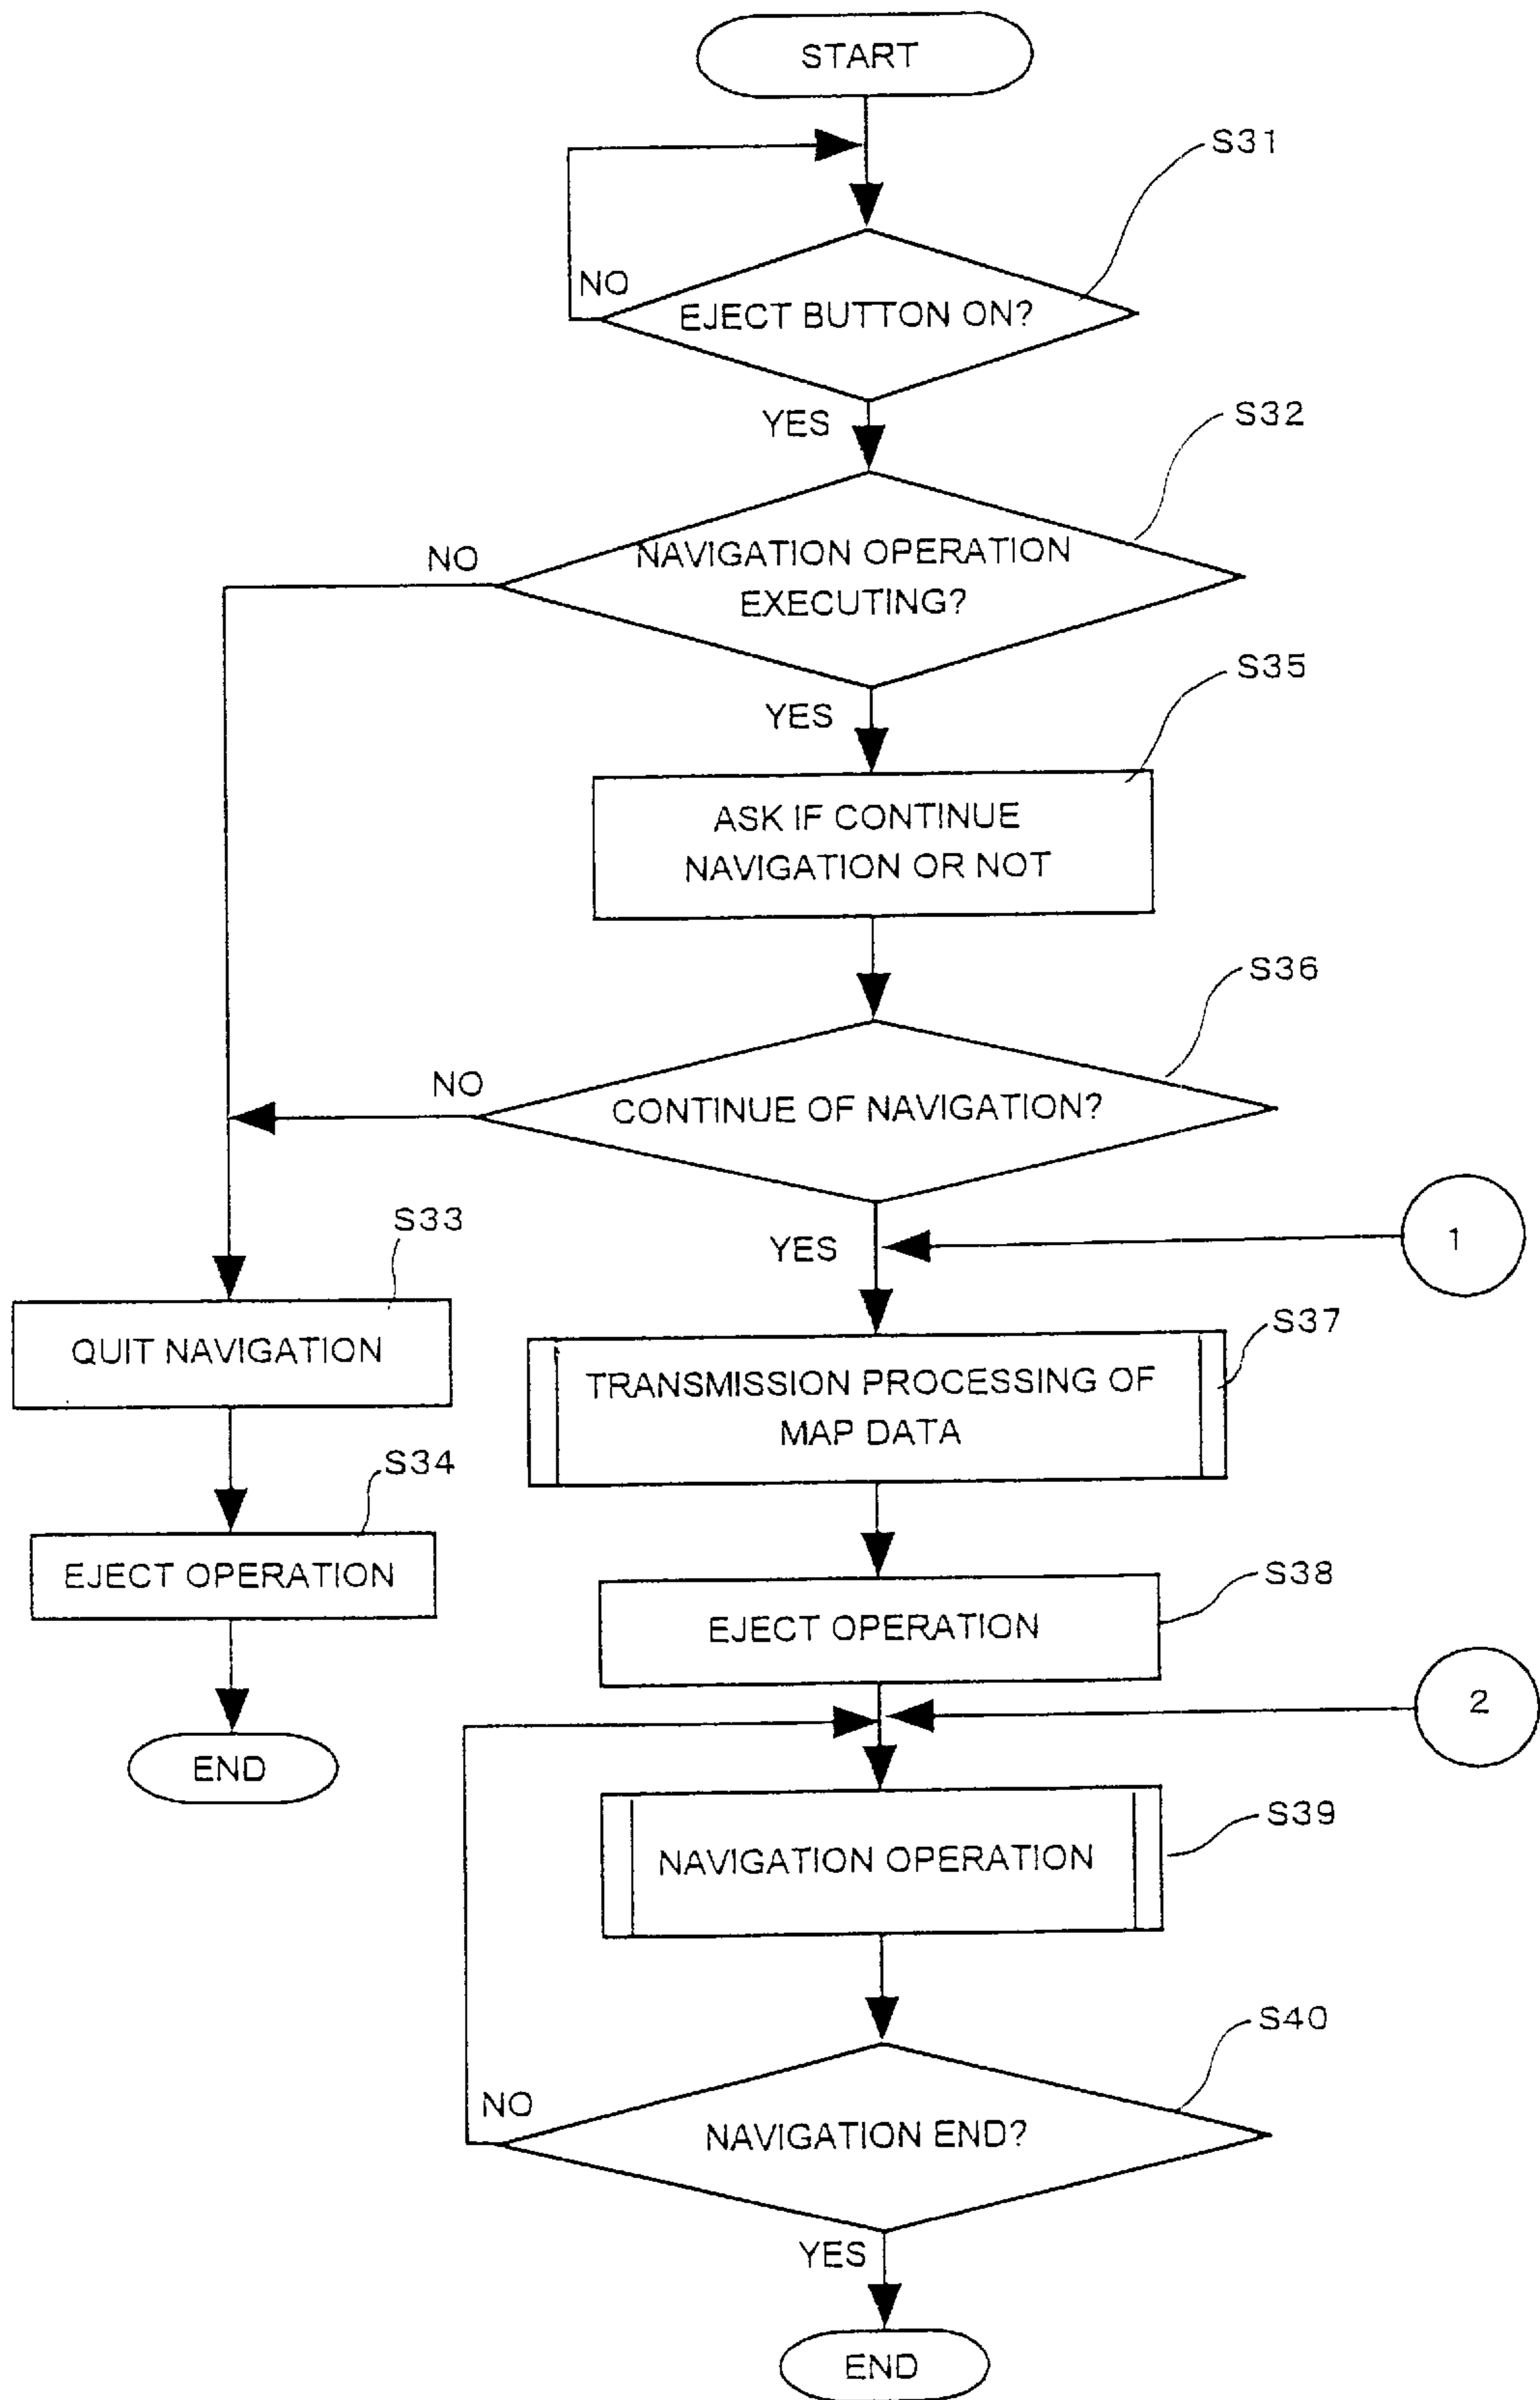 START
S31
NO
EJECT BUTTON ON?
YES
S32
NO
NAVIGATION OPERATION
EXECUTING?
S35
YES
ASK IF CONTINUE
NAVIGATION OR NOT
S36
NO
CONTINUE OF NAVIGATION?
S33
YES
1
QUIT NAVIGATION
S37
TRANSMISSION PROCESSING OF
MAP DATA
S34
EJECT OPERATION
S38
EJECT OPERATION
2
END
S39
NAVIGATION OPERATION
S40
NO
NAVIGATION END?
YES
END